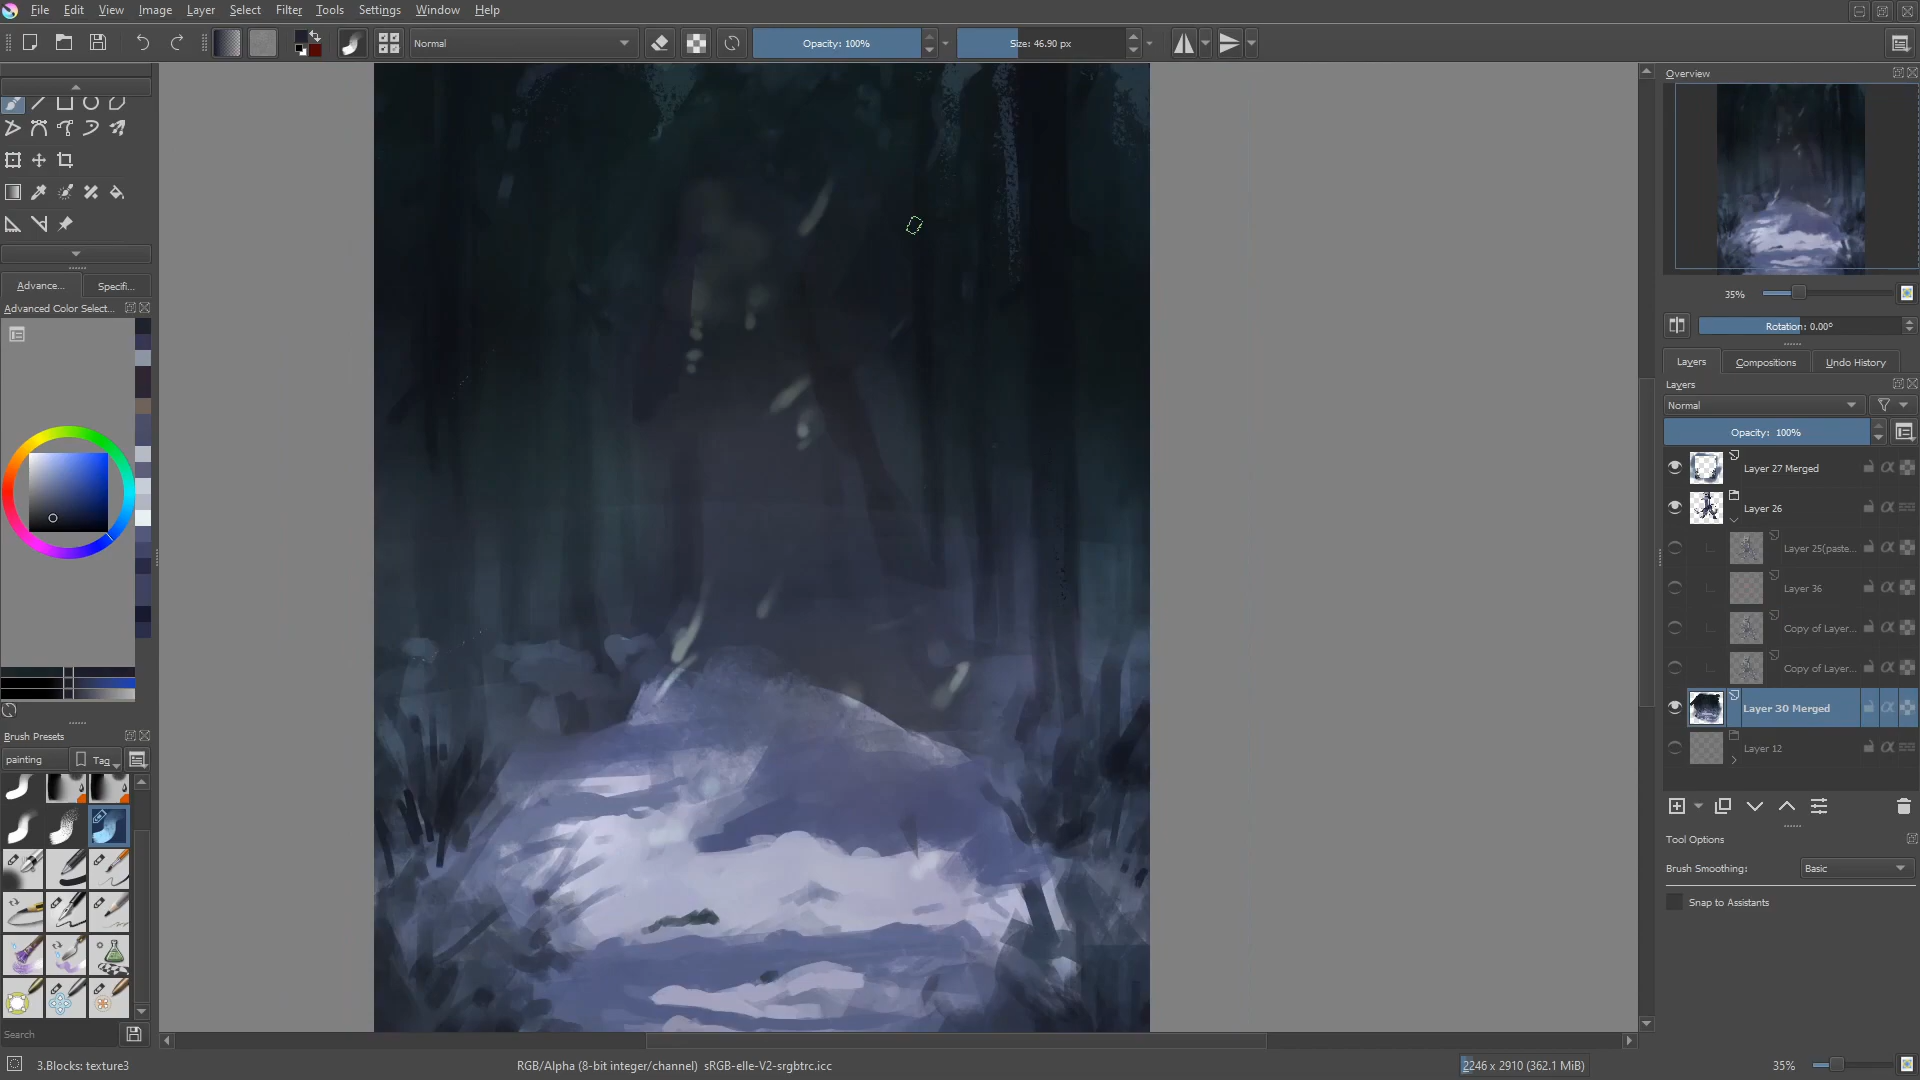 File Edit View Image Layer Select Filter Tools Settings Window Help
Normal
Opacity: 100%
Size: 46.90 px
Overview
35%
Rotation: 0.00°
Layers Compositions Undo History
Layers
Normal
Opacity: 100%
Layer 27 Merged
Layer 26
Layer 25(paste...
Layer 36
Copy of Layer...
Copy of Layer...
Layer 30 Merged
Layer 12
Tool Options
Brush Smoothing: Basic
Snap to Assistants
Advance... Specifi...
Advanced Color Select...
Brush Presets
painting Tag
Search
3.Blocks: texture3
RGB/Alpha (8-bit integer/channel) sRGB-elle-V2-srgbtrc.icc
2246 x 2910 (362.1 MiB)
35%